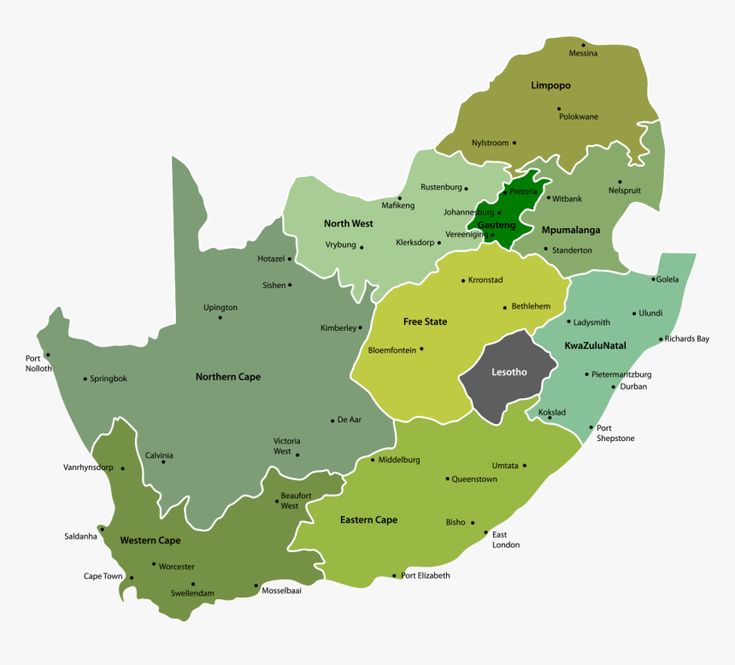 Messina
Limpopo
Polokwane
Nylstroom
Rustenburg
Pretoria
Nelspruit
Witbank
Mafikeng
Johannesburg
North West
Gauteng
Mpumalanga
Vereeniging
Vrybung
Klerksdorp
Standerton
Hotazel
Golela
Sishen
Krronstad
Upington
Bethlehem
Ulundi
Free State
Ladysmith
Kimberley
Richards Bay
KwaZuluNatal
Bloemfontein
Port
Nolloth
Lesotho
Pietermaritzburg
Springbok
Northern Cape
Durban
Kokslad
De Aar
Port
Shepstone
Victoria
West
Calvinia
Middelburg
Umtata
Vanrhynsdorp
Queenstown
Beaufort
West
Eastern Cape
Bisho
Saldanha
East
London
Western Cape
Worcester
Cape Town
Port Elizabeth
Swellendam
Mosselbaai